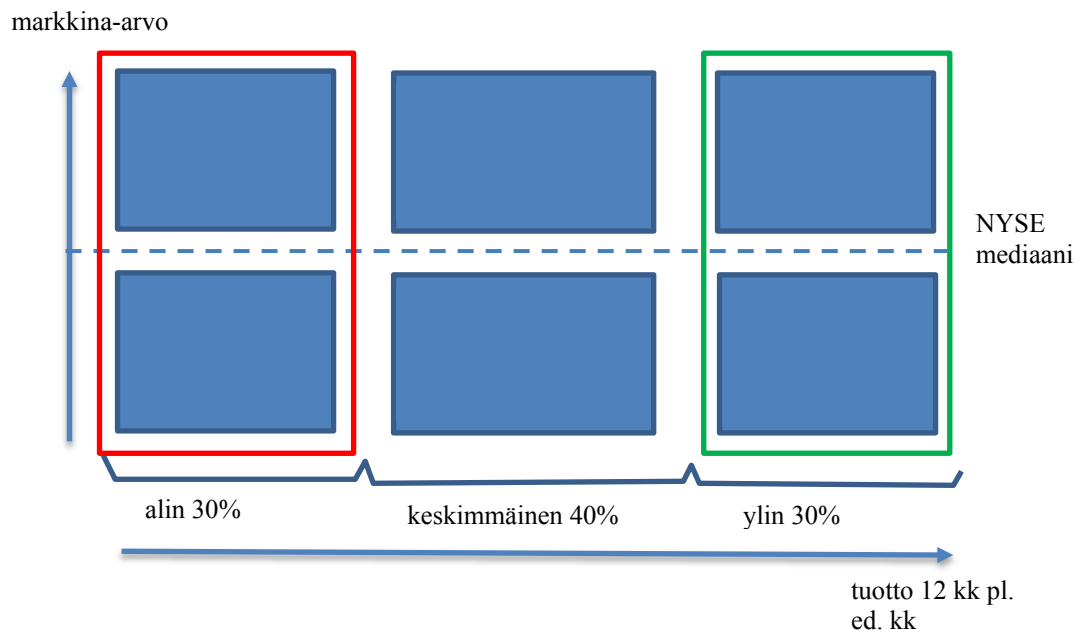 markkina-arvo
NYSE
mediaani
alin 30%
keskimmäinen 40%
ylin 30%
tuotto 12 kk pl.
ed. kk